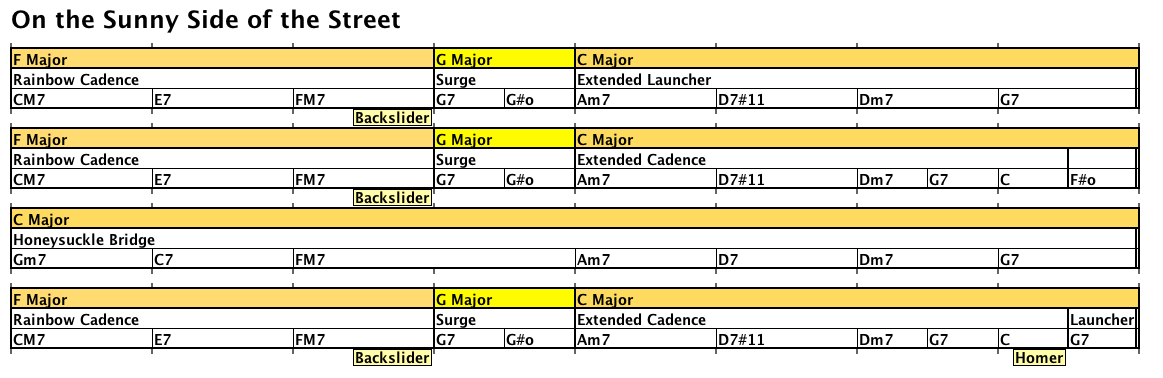 On the Sunny Side of the Street
F Major G Major C Major
Rainbow Cadence Surge Extended Launcher
CM7 E7 FM7 G7 G#o Am7 D7#11 Dm7 G7
Backslider
F Major G Major C Major
Rainbow Cadence Surge Extended Cadence
CM7 E7 FM7 G7 G#o Am7 D7#11 Dm7 G7 C F#o
Backslider
C Major
Honeysuckle Bridge
Gm7 C7 FM7 Am7 D7 Dm7 G7
F Major G Major C Major
Rainbow Cadence Surge Extended Cadence Launcher
CM7 E7 FM7 G7 G#o Am7 D7#11 Dm7 G7 C G7
Backslider Homer